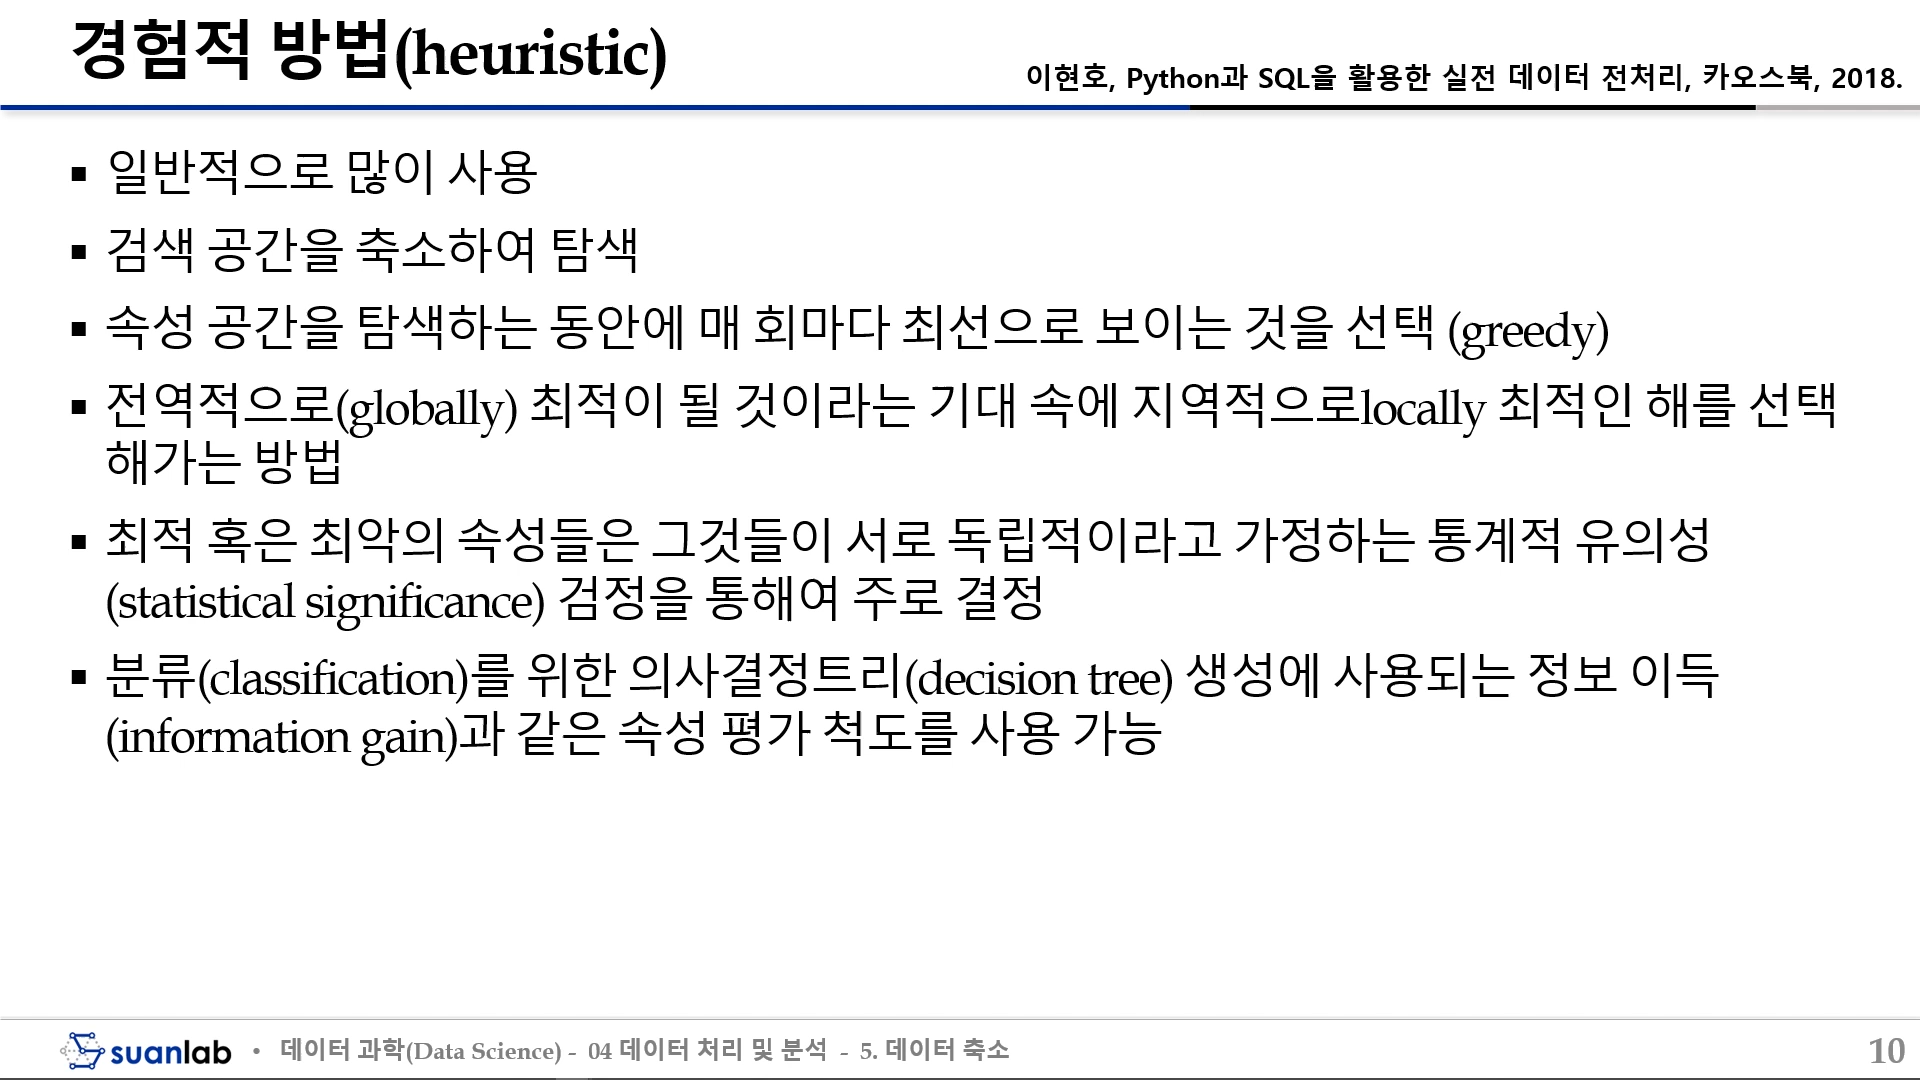 경험적 방법(heuristic)
이현호, Python과 SQL을 활용한 실전 데이터 전처리, 카오스북, 2018.
▪ 일반적으로 많이 사용
▪ 검색 공간을 축소하여 탐색
▪ 속성 공간을 탐색하는 동안에 매 회마다 최선으로 보이는 것을 선택 (greedy)
▪ 전역적으로(globally) 최적이 될 것이라는 기대 속에 지역적으로locally 최적인 해를 선택
해가는 방법
▪ 최적 혹은 최악의 속성들은 그것들이 서로 독립적이라고 가정하는 통계적 유의성
(statistical significance) 검정을 통해여 주로 결정
▪ 분류(classification)를 위한 의사결정트리(decision tree) 생성에 사용되는 정보 이득
(information gain)과 같은 속성 평가 척도를 사용 가능
suanlab • 데이터 과학(Data Science) - 04 데이터 처리 및 분석 - 5. 데이터 축소
10